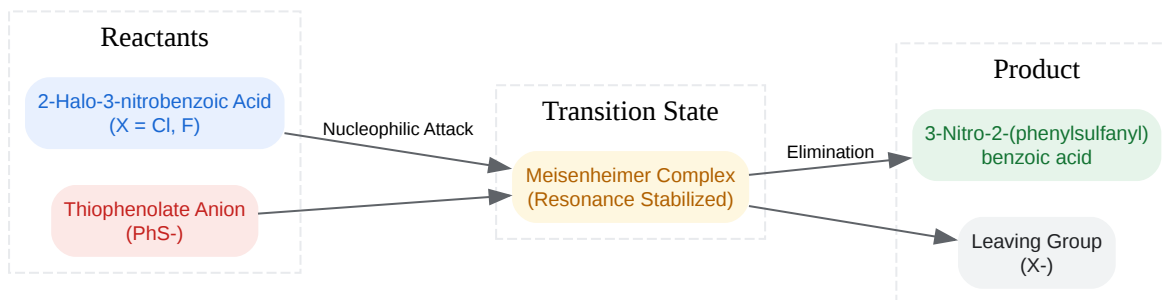 Reactants
2-Halo-3-nitrobenzoic Acid
(X = Cl, F)
Thiophenolate Anion
(PhS-)
Nucleophilic Attack
Transition State
Meisenheimer Complex
(Resonance Stabilized)
Elimination
Product
3-Nitro-2-(phenylsulfanyl)
benzoic acid
Leaving Group
(X-)